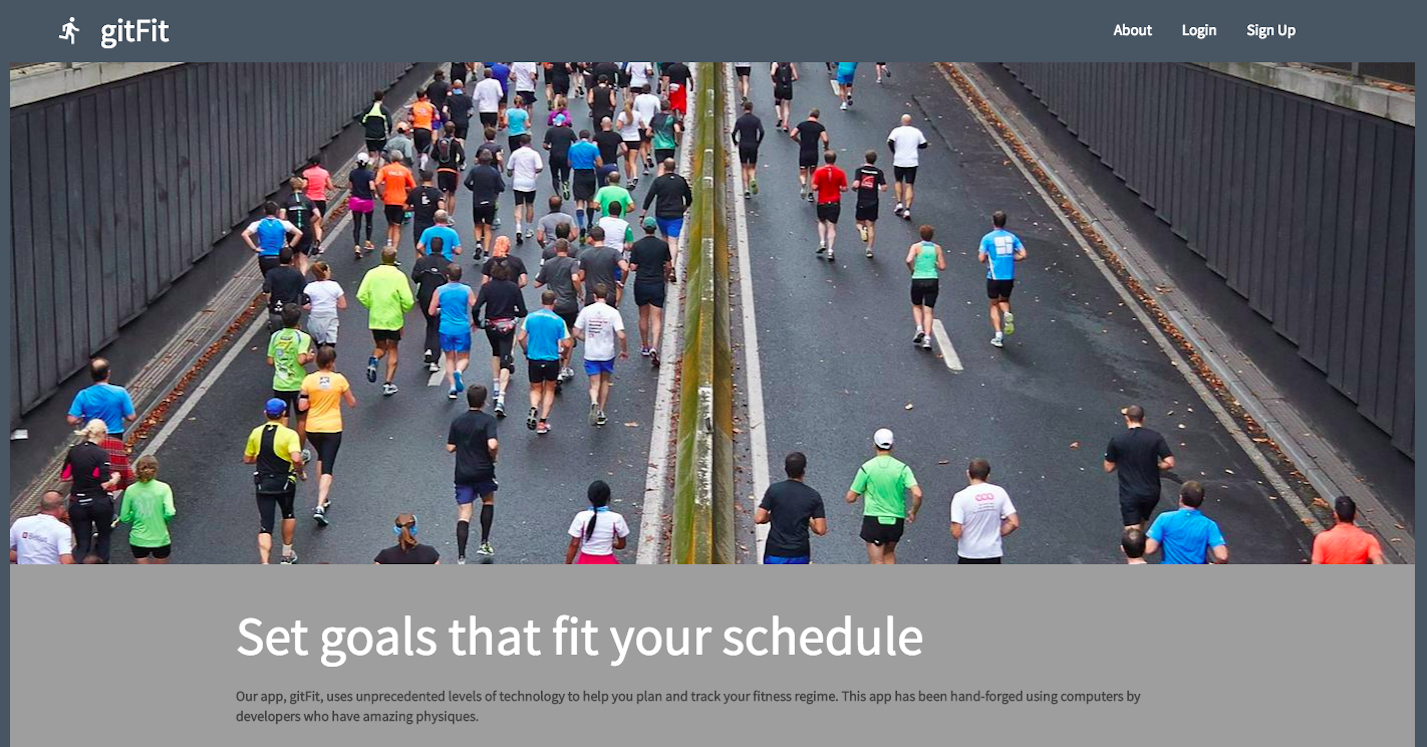 gitFit
About Login Sign Up
Set goals that fit your schedule
Our app, gitFit, uses unprecedented levels of technology to help you plan and track your fitness regime. This app has been hand-forged using computers by
developers who have amazing physiques.